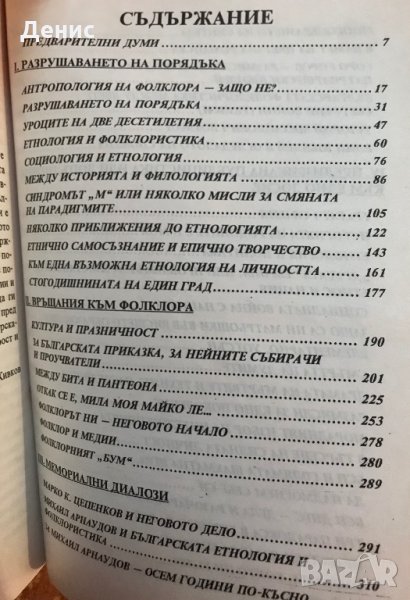 Денис
СЪДЪРЖАНИЕ
ПРЕДВАРИТЕЛНИ ДУМИ 7
I. РАЗРУШАВАНЕТО НА ПОРЯДЪКА
АНТРОПОЛОГИЯ НА ФОЛКЛОРА — ЗАЩО НЕ? 17
РАЗРУШАВАНЕТО НА ПОРЯДЪКА 31
УРОЦИТЕ НА ДВЕ ДЕСЕТИЛЕТИЯ 47
ЕТНОЛОГИЯ И ФОЛКЛОРИСТИКА 60
СОЦИОЛОГИЯ И ЕТНОЛОГИЯ 76
МЕЖДУ ИСТОРИЯТА И ФИЛОЛОГИЯТА 86
СИНДРОМЪТ „М" ИЛИ НЯКОЛКО МИСЛИ ЗА СМЯНАТА
НА ПАРАДИГМИТЕ 105
НЯКОЛКО ПРИБЛИЖЕНИЯ ДО ЕТНОЛОГИЯТА 122
ЕТНИЧНО САМОСЪЗНАНИЕ И ЕПИЧНО ТВОРЧЕСТВО 143
КЪМ ЕДНА ВЪЗМОЖНА ЕТНОЛОГИЯ НА ЛИЧНОСТТА 161
СТОГОДИШНИНАТА НА ЕДИН ГРАД 177
II. ВРЪЩАНИЯ КЪМ ФОЛКЛОРА
КУЛТУРА И ПРАЗНИЧНОСТ 190
ЗА БЪЛГАРСКАТА ПРИКАЗКА, ЗА НЕЙНИТЕ СЪБИРАЧИ
И ПРОУЧВАТЕЛИ 201
МЕЖДУ БИТА И ПАНТЕОНА 225
ОТКАК СЕ Е, МИЛА МОЯ МАЙКО ЛЕ... 253
ФОЛКЛОРЪТ НИ — НЕГОВОТО НАЧАЛО 278
ФОЛКЛОР И МЕДИИ 280
ФОЛКЛОРНИЯТ „БУМ" 289
III. МЕМОРИАЛНИ ДИАЛОЗИ
МАРКО К. ЦЕПЕНКОВ И НЕГОВОТО ДЕЛО 291
МИХАИЛ АРНАУДОВ И БЪЛГАРСКАТА ЕТНОЛОГИЯ И
ФОЛКЛОРИСТИКА 310
ЗА МИХАИЛ АРНАУДОВ — ОСЕМ ГОДИНИ ПО-КЪСНО
BAZAR